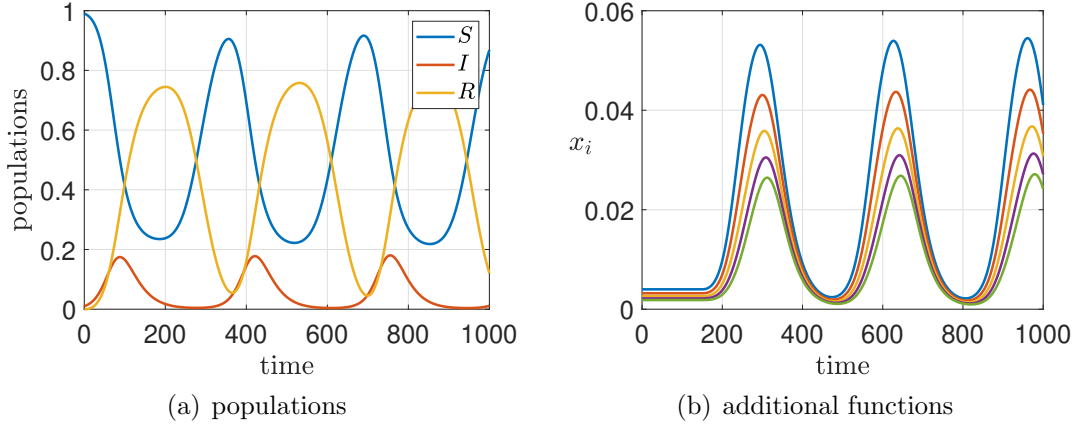 1
0.8
0.6
0.4
0.2
0
populations
S
I
R
0 200 400 600 800 1000
time
(a) populations
0.06
0.04
0.02
0
x_i
0 200 400 600 800 1000
time
(b) additional functions